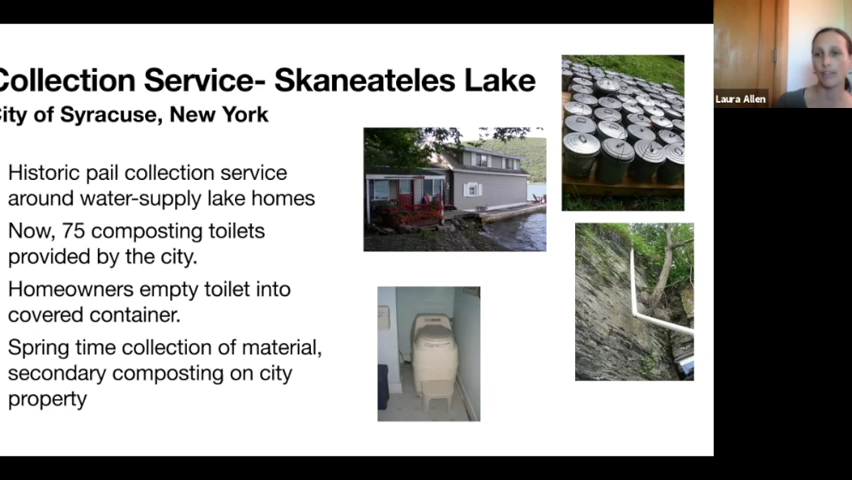 Collection Service- Skaneateles Lake
City of Syracuse, New York
Historic pail collection service
around water-supply lake homes
Now, 75 composting toilets
provided by the city.
Homeowners empty toilet into
covered container.
Spring time collection of material,
secondary composting on city
property
Laura Allen